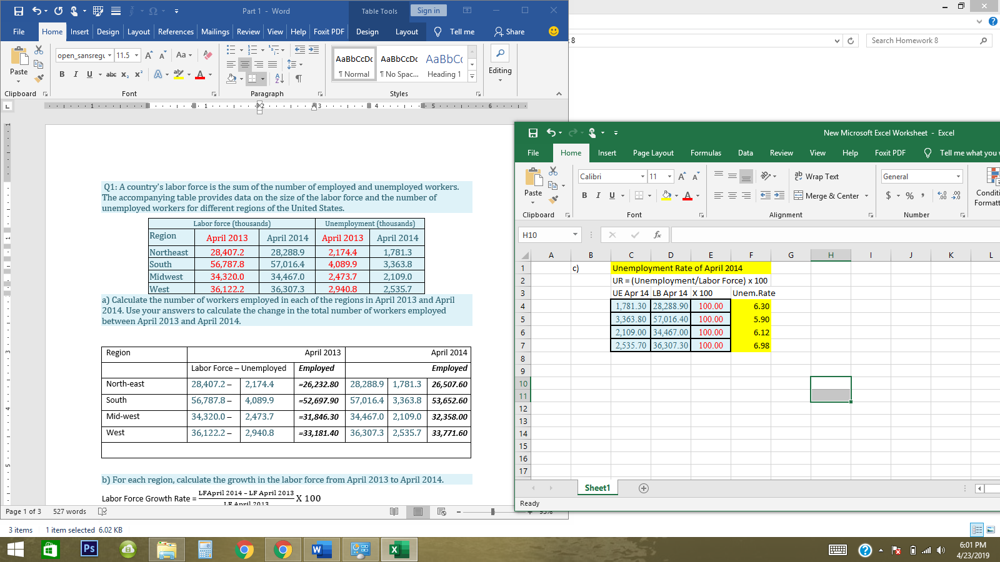 Part 1 - Word
Table Tools
Sign in
File Home Insert Design Layout References Mailings Review View Help Foxit PDF Design Layout Tell me Share
open_sansregu 11.5 Aa
Paste
B I U abc x₂ x² A ab A
AaBbCcDc AaBbCcDc AaBbC
¶ Normal ¶ No Spac... Heading 1
Editing
Clipboard Font Paragraph Styles
1 1 2 3 4 5 6
8
Search Homework 8
Q1: A country's labor force is the sum of the number of employed and unemployed workers.
The accompanying table provides data on the size of the labor force and the number of
unemployed workers for different regions of the United States.
Labor force (thousands) Unemployment (thousands)
Region April 2013 April 2014 April 2013 April 2014
Northeast 28,407.2 28,288.9 2,174.4 1,781.3
South 56,787.8 57,016.4 4,089.9 3,363.8
Midwest 34,320.0 34,467.0 2,473.7 2,109.0
West 36,122.2 36,307.3 2,940.8 2,535.7
a) Calculate the number of workers employed in each of the regions in April 2013 and April
2014. Use your answers to calculate the change in the total number of workers employed
between April 2013 and April 2014.
Region April 2013 April 2014
Labor Force – Unemployed Employed Employed
North-east 28,407.2 – 2,174.4 =26,232.80 28,288.9 1,781.3 26,507.60
South 56,787.8 – 4,089.9 =52,697.90 57,016.4 3,363.8 53,652.60
Mid-west 34,320.0 – 2,473.7 =31,846.30 34,467.0 2,109.0 32,358.00
West 36,122.2 – 2,940.8 =33,181.40 36,307.3 2,535.7 33,771.60
b) For each region, calculate the growth in the labor force from April 2013 to April 2014.
LFApril 2014 – LF April 2013
Labor Force Growth Rate = X 100
LF April 2013
Page 1 of 3 527 words
New Microsoft Excel Worksheet - Excel
File Home Insert Page Layout Formulas Data Review View Help Foxit PDF Tell me what you
Calibri 11 A A
Wrap Text
General
Paste
B I U A
Merge & Center
$ % ,
Conditi
Formatt
Clipboard Font Alignment Number
H10 fx
A B C D E F G H I J K L
1 c) Unemployment Rate of April 2014
2 UR = (Unemployment/Labor Force) x 100
3 UE Apr 14 LB Apr 14 X 100 Unem.Rate
4 1,781.30 28,288.90 100.00 6.30
5 3,363.80 57,016.40 100.00 5.90
6 2,109.00 34,467.00 100.00 6.12
7 2,535.70 36,307.30 100.00 6.98
8
9
10
11
12
13
14
15
16
17
Sheet1
Ready
3 items 1 item selected 6.02 KB
Ps
6:01 PM
4/23/2019